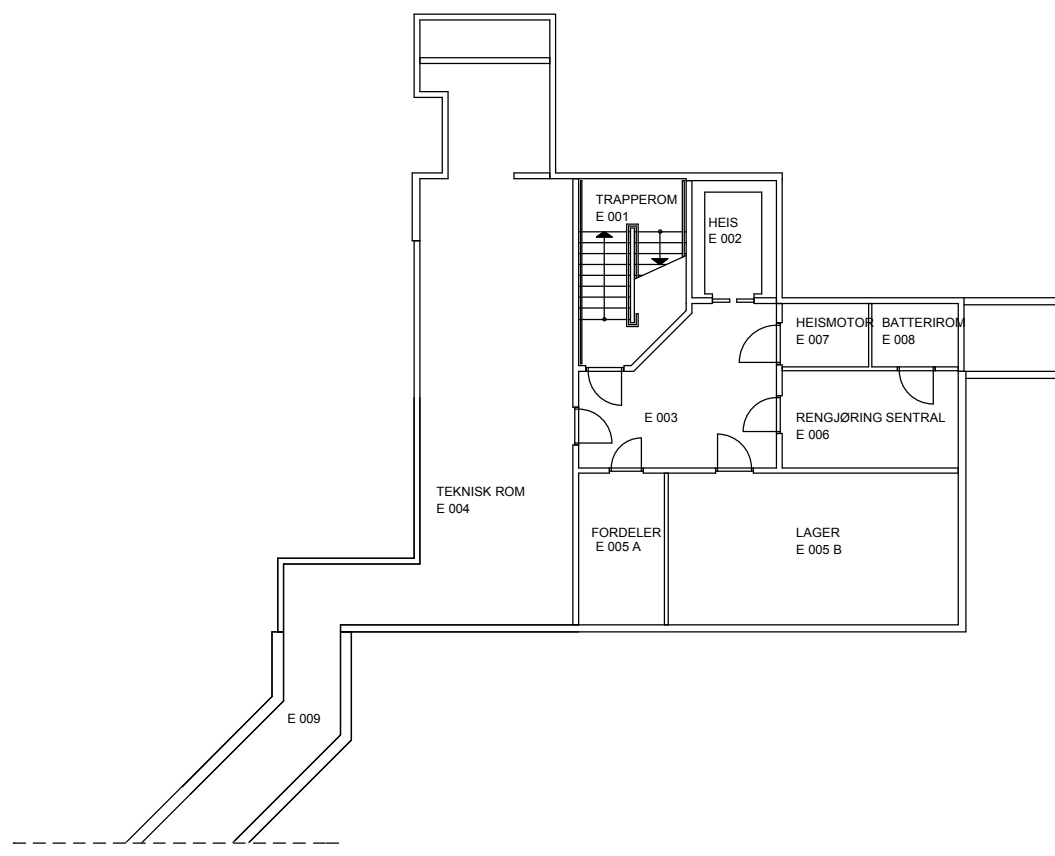 TRAPPEROM
E 001
HEIS
E 002
HEISMOTOR
E 007
BATTERIROM
E 008
E 003
RENGJØRING SENTRAL
E 006
TEKNISK ROM
E 004
FORDELER
E 005 A
LAGER
E 005 B
E 009